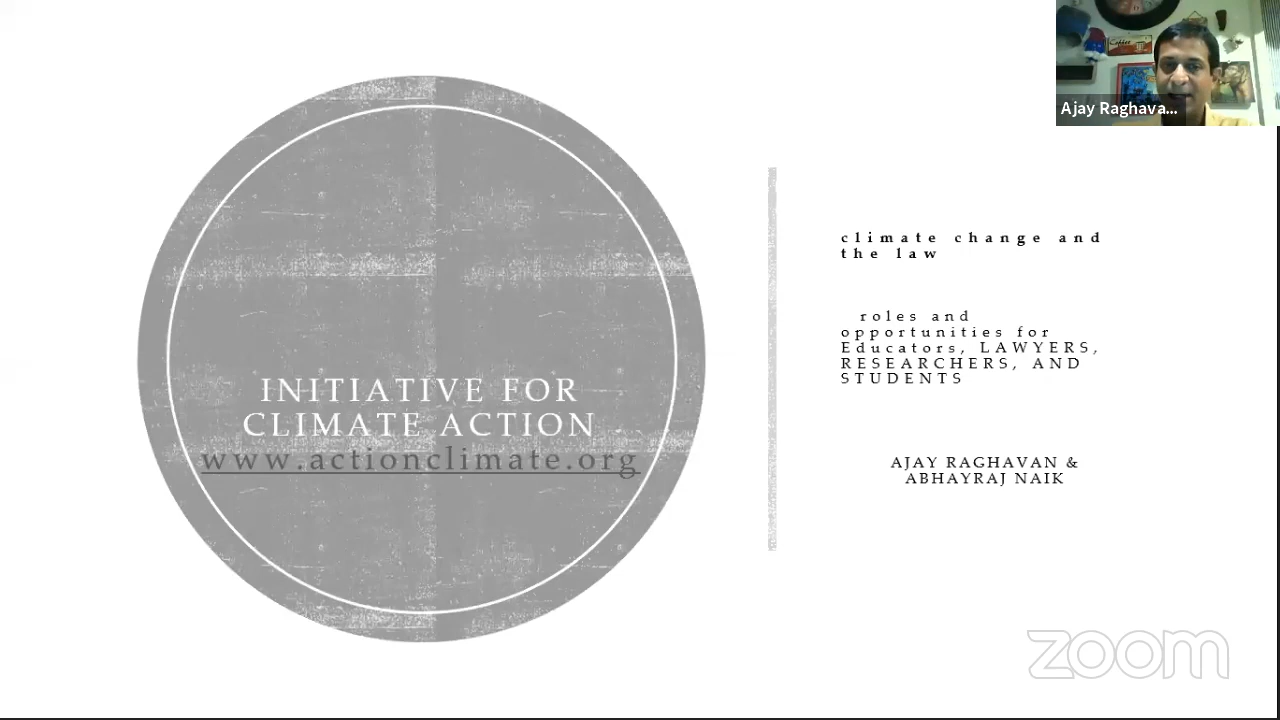 INITIATIVE FOR
CLIMATE ACTION
www.actionclimate.org
climate change and
the law
roles and
opportunities for
Educators, LAWYERS,
RESEARCHERS, AND
STUDENTS
AJAY RAGHAVAN &
ABHAYRAJ NAIK
Coffee
Ajay Raghava...
zoom